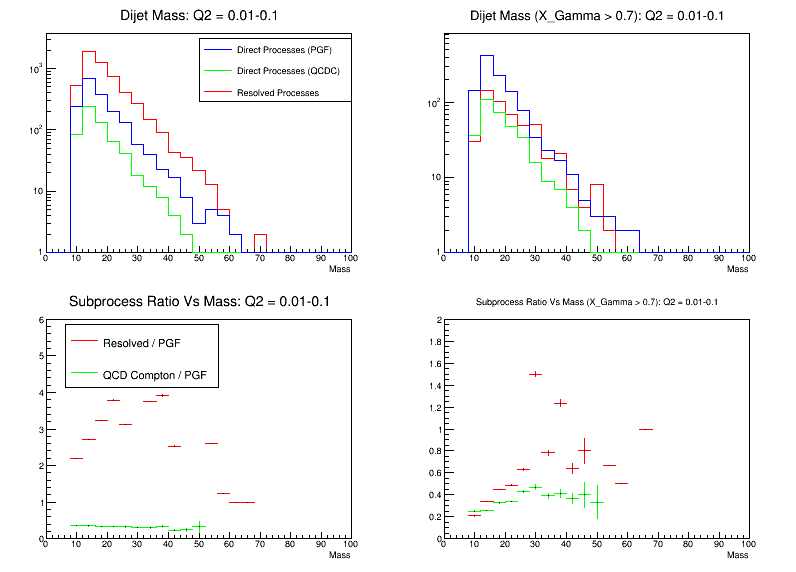 Dijet Mass: Q2 = 0.01-0.1
Direct Processes (PGF)
Direct Processes (QCDC)
Resolved Processes
10^3
10^2
10
1
0 10 20 30 40 50 60 70 80 90 100
Mass
Dijet Mass (X_Gamma > 0.7): Q2 = 0.01-0.1
10^2
10
1
0 10 20 30 40 50 60 70 80 90 100
Mass
Subprocess Ratio Vs Mass: Q2 = 0.01-0.1
Resolved / PGF
QCD Compton / PGF
6
5
4
3
2
1
0
0 10 20 30 40 50 60 70 80 90 100
Mass
Subprocess Ratio Vs Mass (X_Gamma > 0.7): Q2 = 0.01-0.1
2
1.8
1.6
1.4
1.2
1
0.8
0.6
0.4
0.2
0
0 10 20 30 40 50 60 70 80 90 100
Mass